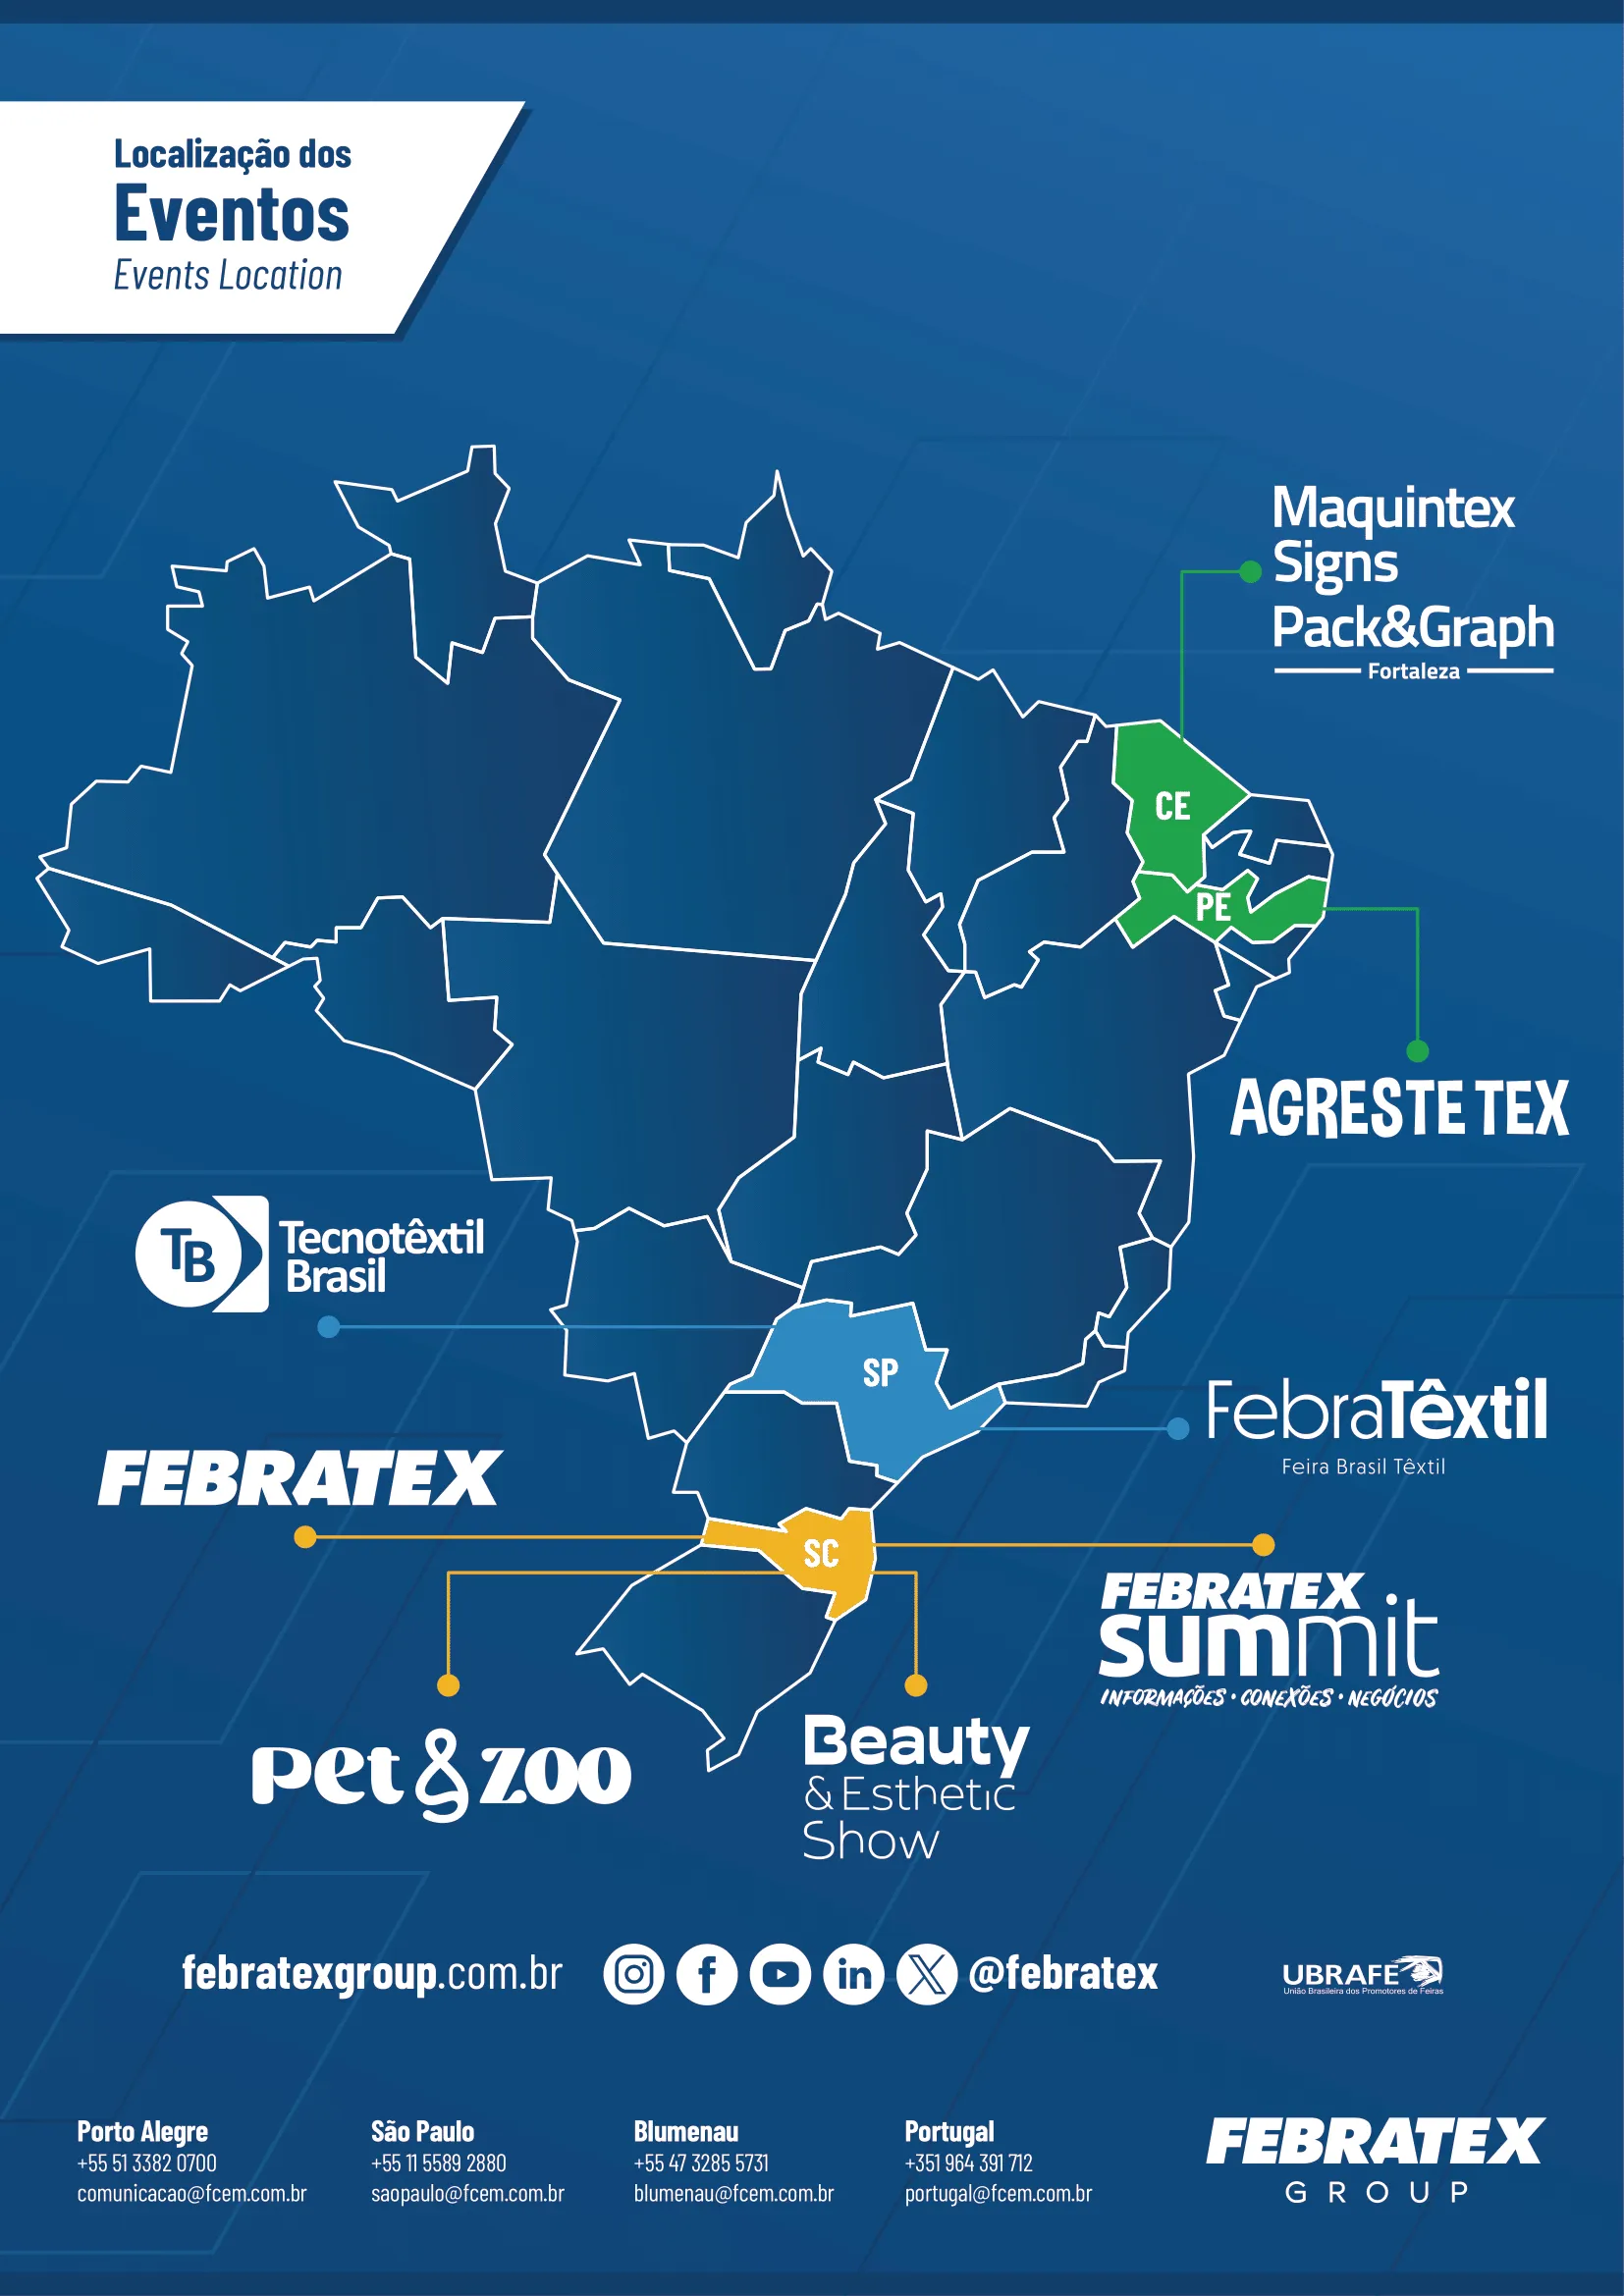 Localização dos
Eventos
Events Location
Maquintex
Signs
Pack&Graph
Fortaleza
CE
PE
AGRESTE TEX
TB
Tecnotêxtil
Brasil
SP
FebraTêxtil
Feira Brasil Têxtil
FEBRATEX
SC
FEBRATEX
summit
INFORMAÇÕES • CONEXÕES • NEGÓCIOS
Pet & zoo
Beauty
& Esthetic
Show
febratexgroup.com.br
f
in
X
@febratex
UBRAFE
União Brasileira dos Promotores de Feiras
Porto Alegre
+55 51 3382 0700
comunicacao@fcem.com.br
São Paulo
+55 11 5589 2880
saopaulo@fcem.com.br
Blumenau
+55 47 3285 5731
blumenau@fcem.com.br
Portugal
+351 964 391 712
portugal@fcem.com.br
FEBRATEX
GROUP